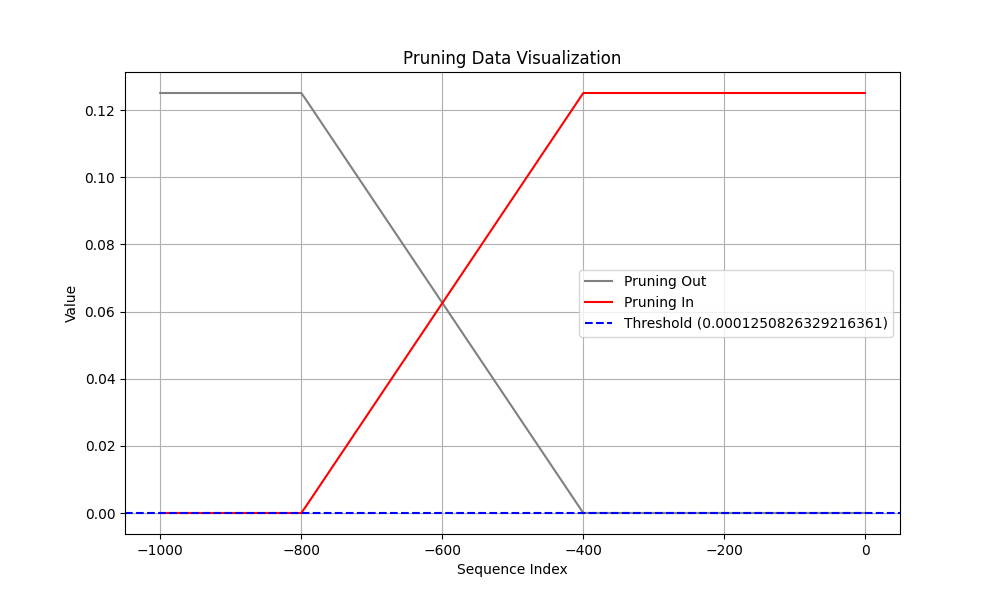 Pruning Data Visualization
Value
0.12
0.10
0.08
0.06
0.04
0.02
0.00
Pruning Out
Pruning In
Threshold (0.0001250826329216361)
−1000
−800
−600
−400
−200
0
Sequence Index